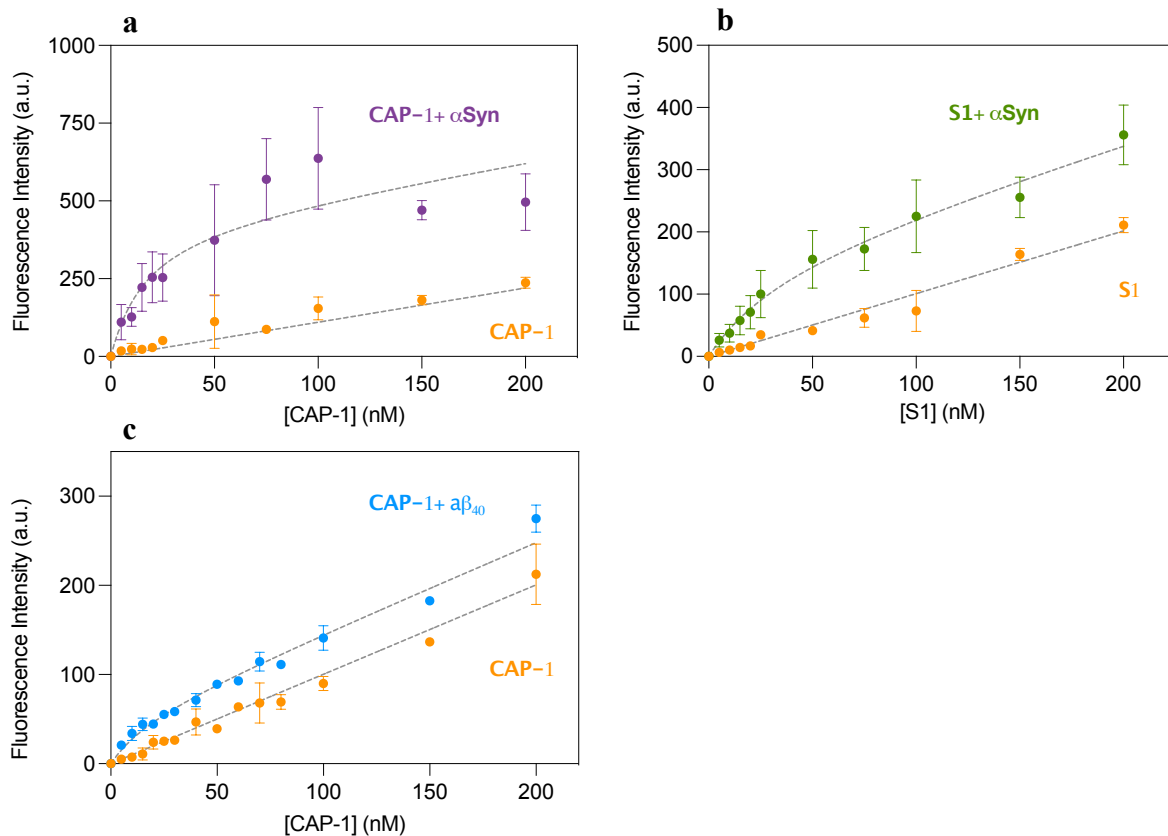 a
1000
750
500
250
0
Fluorescence Intensity (a.u.)
CAP-1+ αSyn
CAP-1
0 50 100 150 200
[CAP-1] (nM)
b
500
400
300
200
100
0
Fluorescence Intensity (a.u.)
S1+ αSyn
S1
0 50 100 150 200
[S1] (nM)
c
300
200
100
0
Fluorescence Intensity (a.u.)
CAP-1+ aβ₄₀
CAP-1
0 50 100 150 200
[CAP-1] (nM)